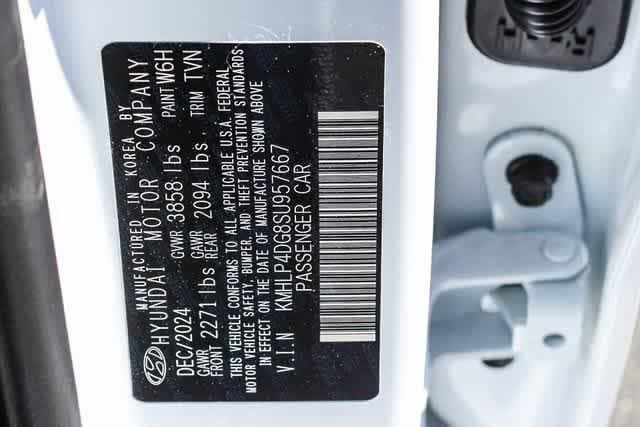 MANUFACTURED IN KOREA BY
HYUNDAI MOTOR COMPANY
DEC/2024 GVWR 3858 lbs PAINT W6H
GAWR FRONT 2271 lbs GAWR REAR 2094 lbs. TRIM TVN
THIS VEHICLE CONFORMS TO ALL APPLICABLE U.S.A. FEDERAL
MOTOR VEHICLE SAFETY, BUMPER, AND THEFT PREVENTION STANDARDS
IN EFFECT ON THE DATE OF MANUFACTURE SHOWN ABOVE
V.I.N KMHLP4DG8SU957667
PASSENGER CAR